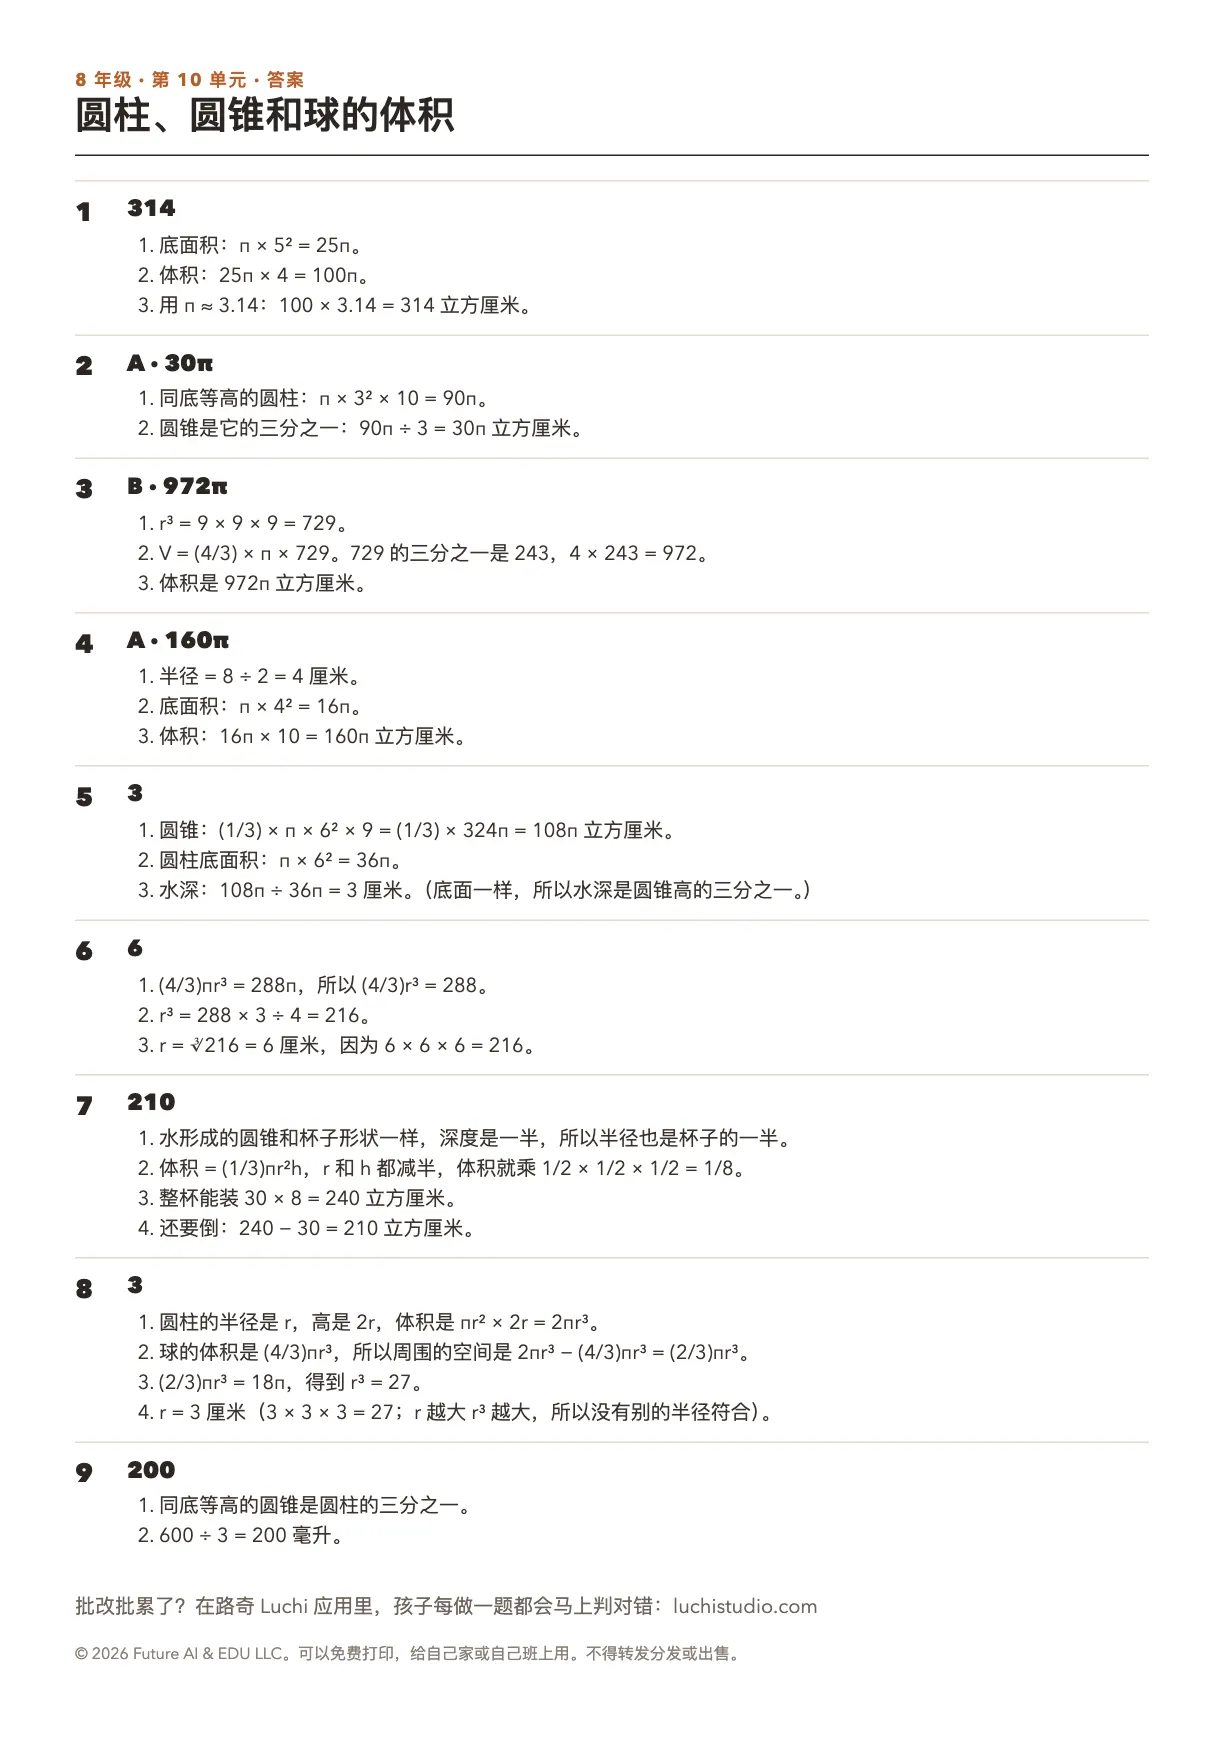 8 年级 · 第 10 单元 · 答案
圆柱、圆锥和球的体积
1 314
1. 底面积：π × 5² = 25π。
2. 体积：25π × 4 = 100π。
3. 用 π ≈ 3.14：100 × 3.14 = 314 立方厘米。
2 A · 30π
1. 同底等高的圆柱：π × 3² × 10 = 90π。
2. 圆锥是它的三分之一：90π ÷ 3 = 30π 立方厘米。
3 B · 972π
1. r³ = 9 × 9 × 9 = 729。
2. V = (4/3) × π × 729。729 的三分之一是 243，4 × 243 = 972。
3. 体积是 972π 立方厘米。
4 A · 160π
1. 半径 = 8 ÷ 2 = 4 厘米。
2. 底面积：π × 4² = 16π。
3. 体积：16π × 10 = 160π 立方厘米。
5 3
1. 圆锥：(1/3) × π × 6² × 9 = (1/3) × 324π = 108π 立方厘米。
2. 圆柱底面积：π × 6² = 36π。
3. 水深：108π ÷ 36π = 3 厘米。（底面一样，所以水深是圆锥高的三分之一。）
6 6
1. (4/3)πr³ = 288π，所以 (4/3)r³ = 288。
2. r³ = 288 × 3 ÷ 4 = 216。
3. r = ∛216 = 6 厘米，因为 6 × 6 × 6 = 216。
7 210
1. 水形成的圆锥和杯子形状一样，深度是一半，所以半径也是杯子的一半。
2. 体积 = (1/3)πr²h，r 和 h 都减半，体积就乘 1/2 × 1/2 × 1/2 = 1/8。
3. 整杯能装 30 × 8 = 240 立方厘米。
4. 还要倒：240 − 30 = 210 立方厘米。
8 3
1. 圆柱的半径是 r，高是 2r，体积是 πr² × 2r = 2πr³。
2. 球的体积是 (4/3)πr³，所以周围的空间是 2πr³ − (4/3)πr³ = (2/3)πr³。
3. (2/3)πr³ = 18π，得到 r³ = 27。
4. r = 3 厘米（3 × 3 × 3 = 27；r 越大 r³ 越大，所以没有别的半径符合）。
9 200
1. 同底等高的圆锥是圆柱的三分之一。
2. 600 ÷ 3 = 200 毫升。
批改批累了？在路奇 Luchi 应用里，孩子每做一题都会马上判对错：luchistudio.com
© 2026 Future AI & EDU LLC。可以免费打印，给自己家或自己班上用。不得转发分发或出售。